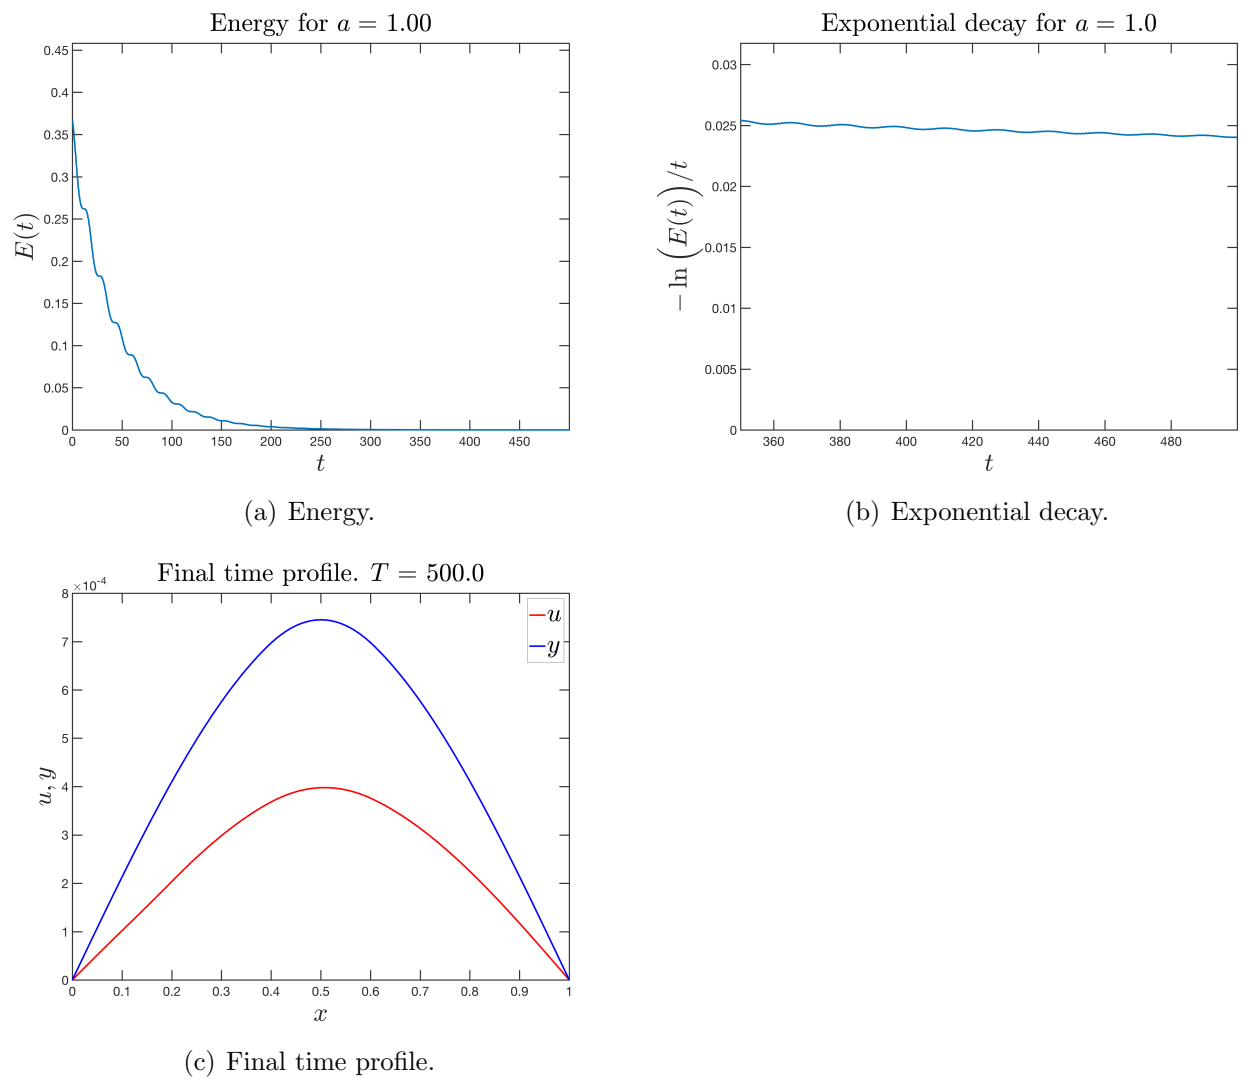 Energy for a = 1.00
0.45
0.4
0.35
0.3
0.25
0.2
0.15
0.1
0.05
0
E(t)
0 50 100 150 200 250 300 350 400 450
t
(a) Energy.
Exponential decay for a = 1.0
0.03
0.025
0.02
0.015
0.01
0.005
0
− ln (E(t))/t
360 380 400 420 440 460 480
t
(b) Exponential decay.
Final time profile. T = 500.0
×10-4
8
7
6
5
4
3
2
1
0
u, y
u
y
0 0.1 0.2 0.3 0.4 0.5 0.6 0.7 0.8 0.9 1
x
(c) Final time profile.